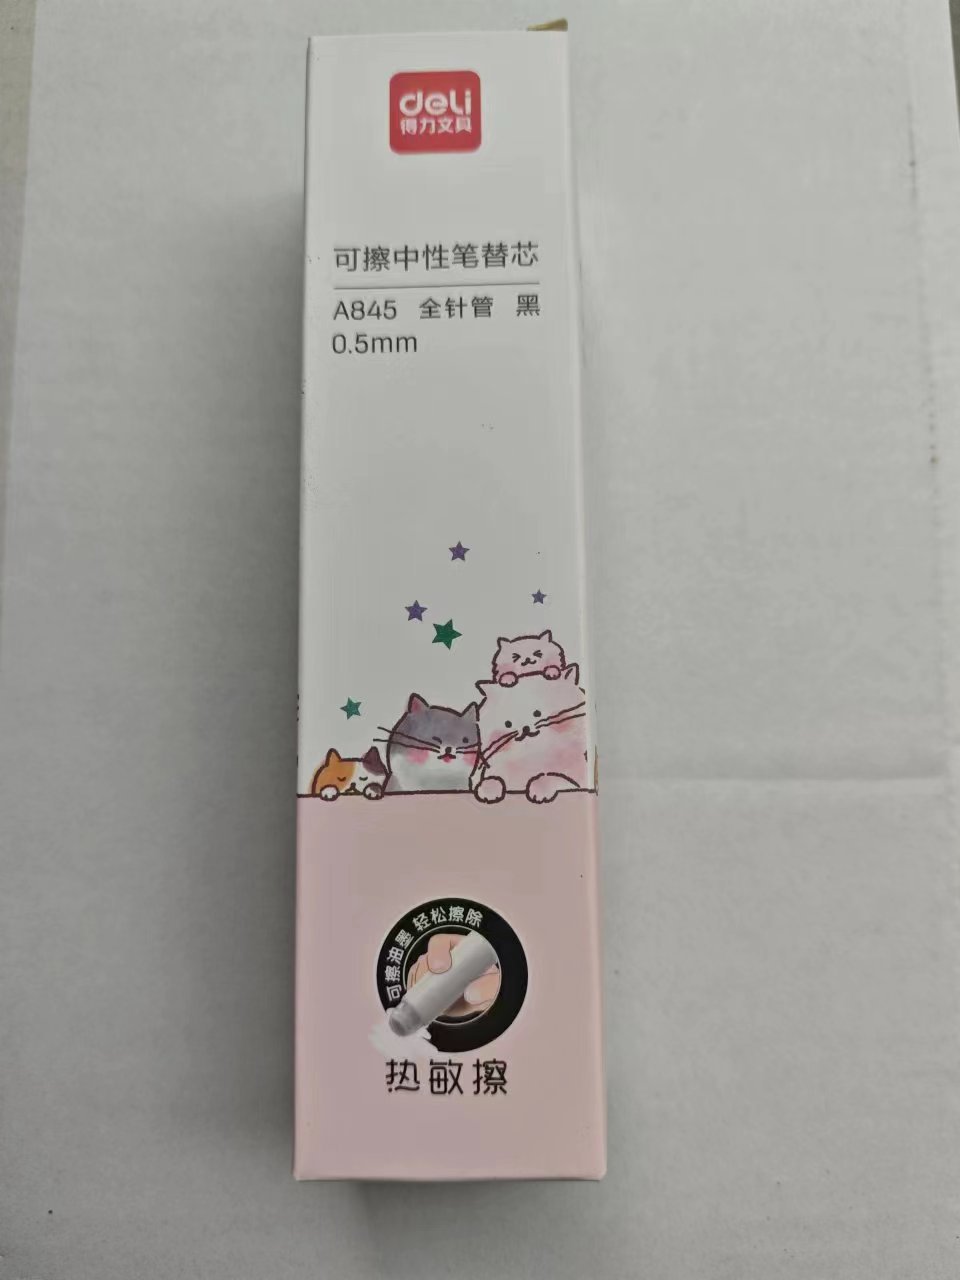 deli
得力文具
可擦中性笔替芯
A845 全针管 黑
0.5mm
可擦油墨 轻松擦除
热敏擦